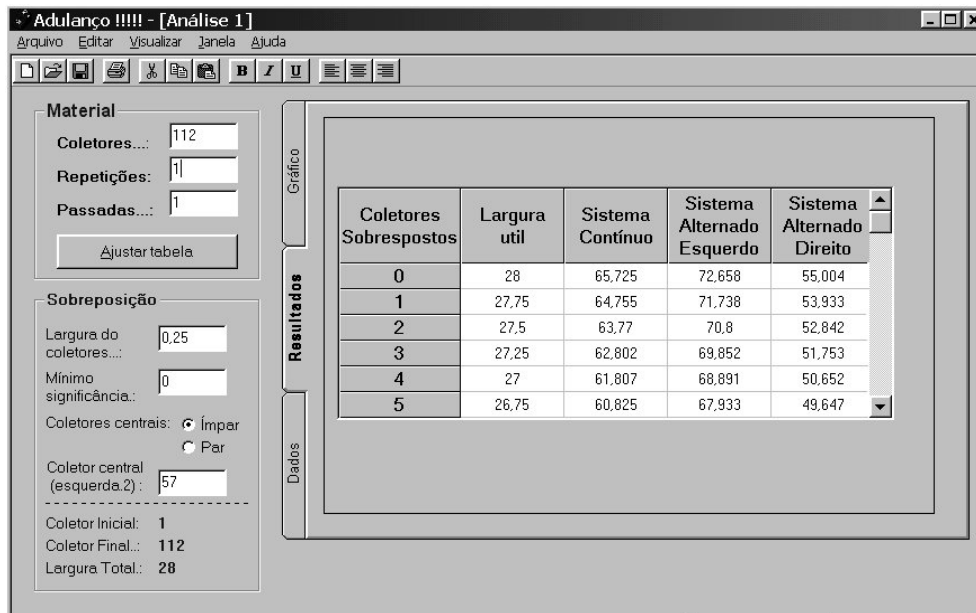 Adulanço !!!!! - [Análise 1]
Arquivo Editar Visualizar Janela Ajuda
B I U
Material
Coletores...: 112
Repetições: 1
Passadas...: 1
Ajustar tabela
Sobreposição
Largura do
coletores...: 0,25
Mínimo
significância.: 0
Coletores centrais: Ímpar
Par
Coletor central
(esquerda.2) : 57
Coletor Inicial: 1
Coletor Final..: 112
Largura Total.: 28
Gráfico
Resultados
Dados
Coletores Sobrespostos Largura util Sistema Contínuo Sistema Alternado Esquerdo Sistema Alternado Direito
0 28 65,725 72,658 55,004
1 27,75 64,755 71,738 53,933
2 27,5 63,77 70,8 52,842
3 27,25 62,802 69,852 51,753
4 27 61,807 68,891 50,652
5 26,75 60,825 67,933 49,647